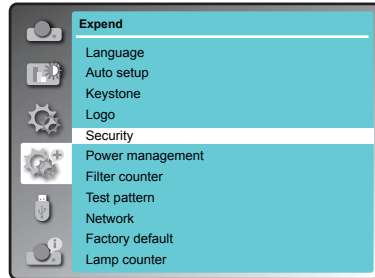 Expend
Language
Auto setup
Keystone
Logo
Security
Power management
Filter counter
Test pattern
Network
Factory default
Lamp counter